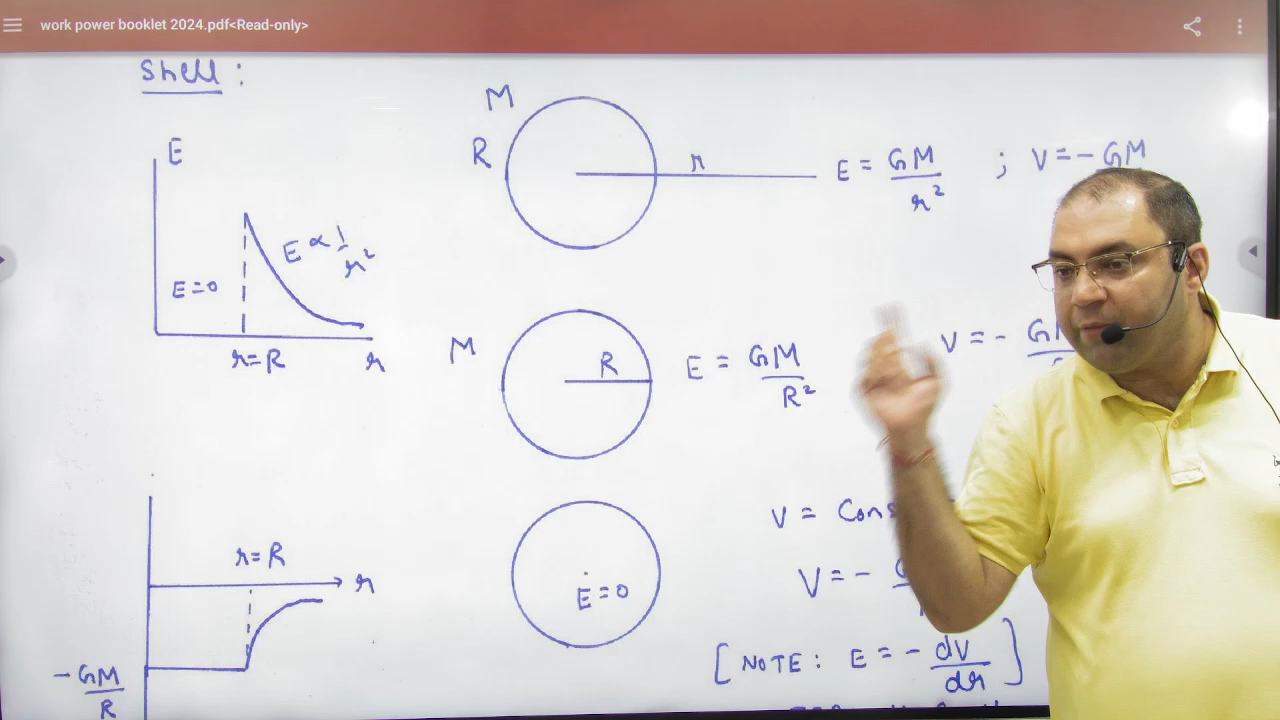 work power booklet 2024.pdf<Read-only>
Shell :
E
E = 0
E ∝ 1/r²
r = R
r
M
R
r
E = GM/r² ; V = - GM
M
R
E = GM/R²
V = -
r = R
r
- GM/R
E = 0
V =
V = -
[ NOTE : E = - dV/dr ]